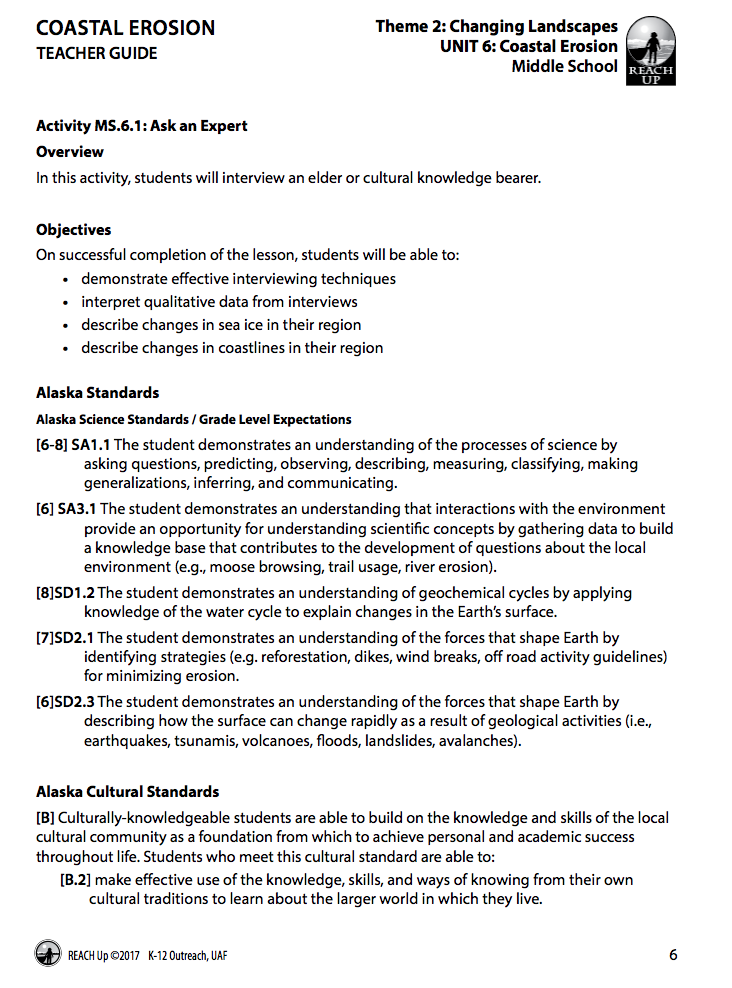 COASTAL EROSION
TEACHER GUIDE
Theme 2: Changing Landscapes
UNIT 6: Coastal Erosion
Middle School
REACH
UP
Activity MS.6.1: Ask an Expert
Overview
In this activity, students will interview an elder or cultural knowledge bearer.
Objectives
On successful completion of the lesson, students will be able to:
• demonstrate effective interviewing techniques
• interpret qualitative data from interviews
• describe changes in sea ice in their region
• describe changes in coastlines in their region
Alaska Standards
Alaska Science Standards / Grade Level Expectations
[6-8] SA1.1 The student demonstrates an understanding of the processes of science by
asking questions, predicting, observing, describing, measuring, classifying, making
generalizations, inferring, and communicating.
[6] SA3.1 The student demonstrates an understanding that interactions with the environment
provide an opportunity for understanding scientific concepts by gathering data to build
a knowledge base that contributes to the development of questions about the local
environment (e.g., moose browsing, trail usage, river erosion).
[8]SD1.2 The student demonstrates an understanding of geochemical cycles by applying
knowledge of the water cycle to explain changes in the Earth's surface.
[7]SD2.1 The student demonstrates an understanding of the forces that shape Earth by
identifying strategies (e.g. reforestation, dikes, wind breaks, off road activity guidelines)
for minimizing erosion.
[6]SD2.3 The student demonstrates an understanding of the forces that shape Earth by
describing how the surface can change rapidly as a result of geological activities (i.e.,
earthquakes, tsunamis, volcanoes, floods, landslides, avalanches).
Alaska Cultural Standards
[B] Culturally-knowledgeable students are able to build on the knowledge and skills of the local
cultural community as a foundation from which to achieve personal and academic success
throughout life. Students who meet this cultural standard are able to:
[B.2] make effective use of the knowledge, skills, and ways of knowing from their own
cultural traditions to learn about the larger world in which they live.
REACH Up ©2017 K-12 Outreach, UAF
6